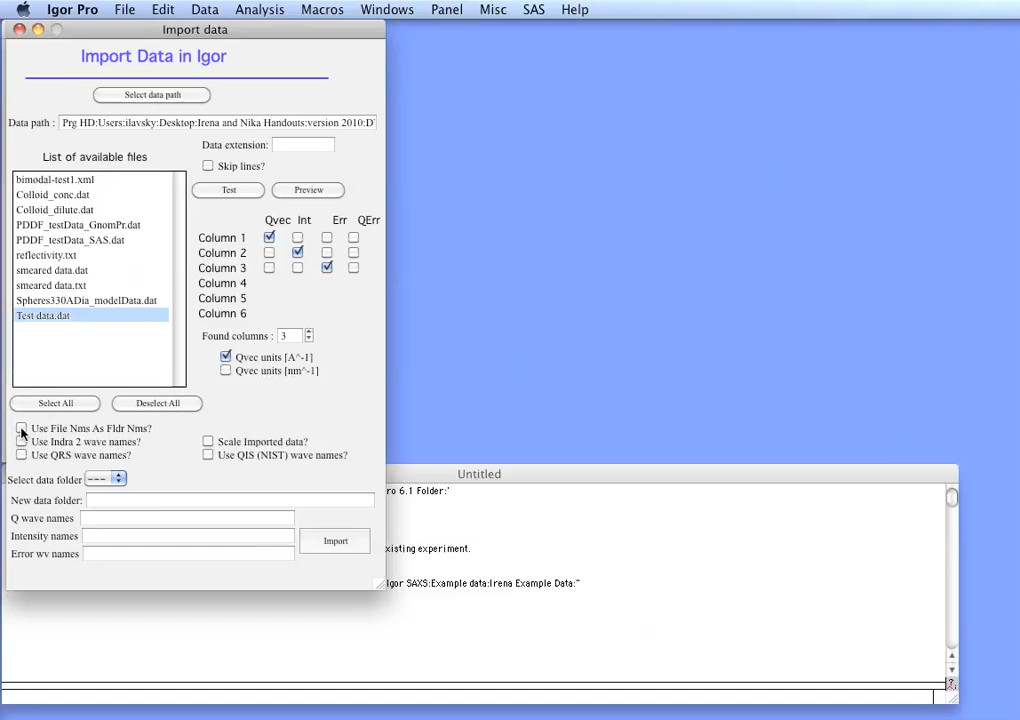 Igor Pro File Edit Data Analysis Macros Windows Panel Misc SAS Help
Import data
Import Data in Igor
Select data path
Data path : Prg HD:Users:ilavsky:Desktop:Irena and Nika Handouts:version 2010:D
Data extension:
List of available files
Skip lines?
bimodal-test1.xml
Colloid_conc.dat
Colloid_dilute.dat
PDDF_testData_GnomPr.dat
PDDF_testData_SAS.dat
reflectivity.txt
smeared data.dat
smeared data.txt
Spheres330ADia_modelData.dat
Test data.dat
Test Preview
Qvec Int Err QErr
Column 1
Column 2
Column 3
Column 4
Column 5
Column 6
Found columns : 3
Qvec units [A^-1]
Qvec units [nm^-1]
Select All Deselect All
Use File Nms As Fldr Nms?
Use Indra 2 wave names? Scale Imported data?
Use QRS wave names? Use QIS (NIST) wave names?
Select data folder ---
New data folder:
Q wave names
Intensity names
Error wv names
Import
Untitled
ro 6.1 Folder:'
xisting experiment.
Igor SAXS:Example data:Irena Example Data:"
?